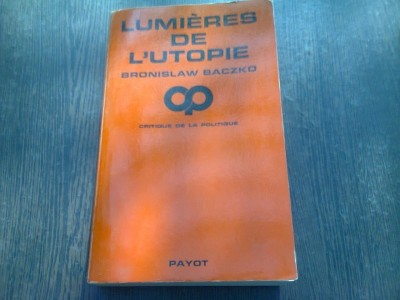 LUMIÈRES
DE
L'UTOPIE
BRONISLAW BACZKO
CRITIQUE DE LA POLITIQUE
PAYOT